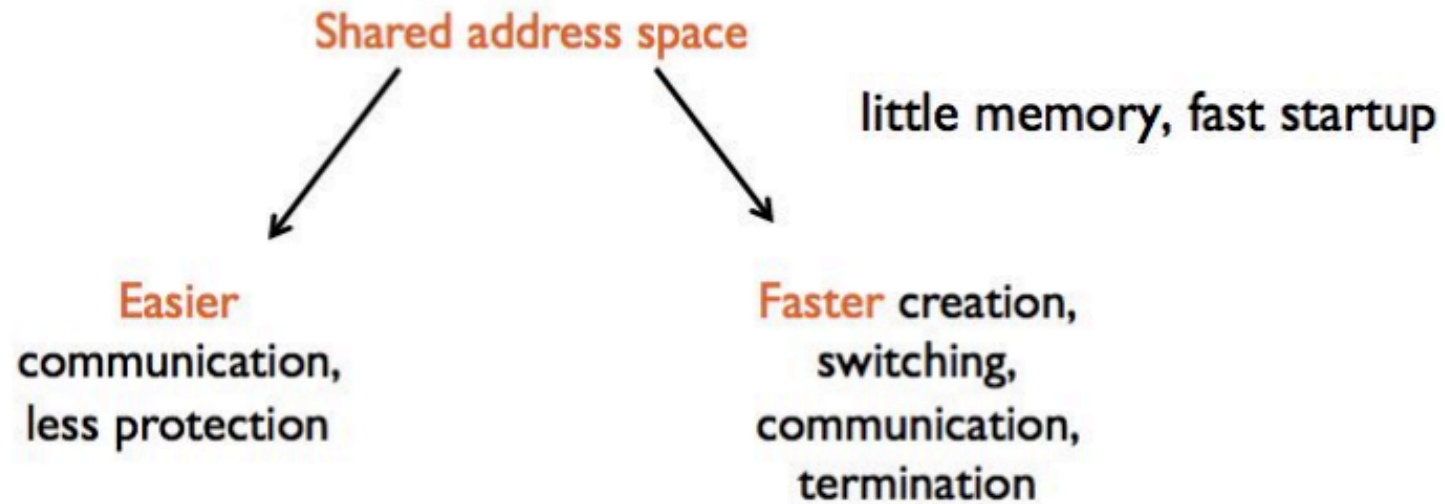 Shared address space
little memory, fast startup
Easier
communication,
less protection
Faster creation,
switching,
communication,
termination